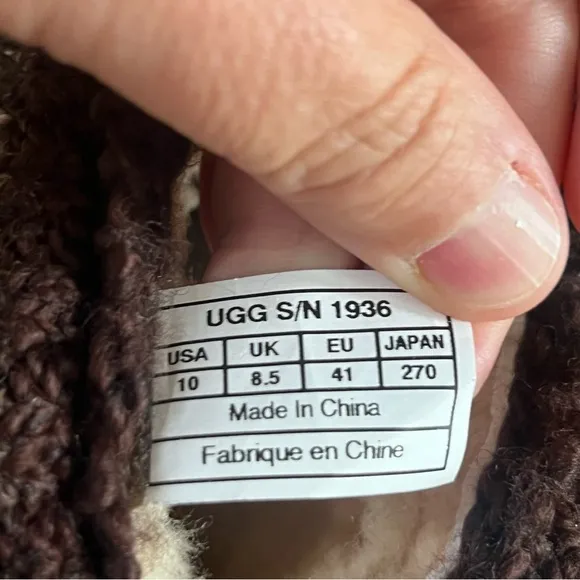 UGG S/N 1936
USA UK EU JAPAN
10 8.5 41 270
Made In China
Fabrique en Chine